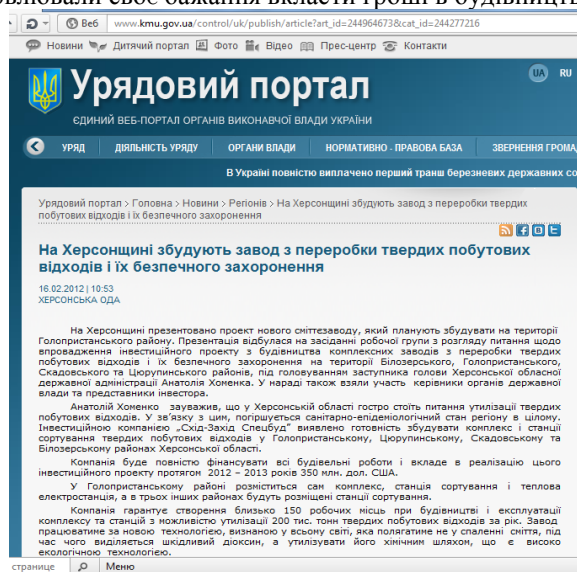 овлювали своє бажання вкласти гроші в будівництв
Веб www.kmu.gov.ua/control/uk/publish/article?art_id=244964673&cat_id=244277216
Новини Дитячий портал Фото Відео Прес-центр Контакти
Урядовий портал
ЄДИНИЙ ВЕБ-ПОРТАЛ ОРГАНІВ ВИКОНАВЧОЇ ВЛАДИ УКРАЇНИ
UA RU
УРЯД ДІЯЛЬНІСТЬ УРЯДУ ОРГАНИ ВЛАДИ НОРМАТИВНО - ПРАВОВА БАЗА ЗВЕРНЕННЯ ГРОМА
В Україні повністю виплачено перший транш березневих державних со
Урядовий портал > Головна > Новини > Регіонів > На Херсонщині збудують завод з переробки твердих
побутових відходів і їх безпечного захоронення
На Херсонщині збудують завод з переробки твердих побутових
відходів і їх безпечного захоронення
16.02.2012 | 10:53
ХЕРСОНСЬКА ОДА
На Херсонщині презентовано проект нового сміттєзаводу, який планують збудувати на території
Голопристанського району. Презентація відбулася на засіданні робочої групи з розгляду питання щодо
впровадження інвестиційного проекту з будівництва комплексних заводів з переробки твердих
побутових відходів і їх безпечного захоронення на території Білозерського, Голопристанського,
Скадовського та Цюрупинського районів, під головуванням заступника голови Херсонської обласної
державної адміністрації Анатолія Хоменка. У нараді також взяли участь керівники органів державної
влади та представники інвестора.
Анатолій Хоменко зауважив, що у Херсонській області гостро стоїть питання утилізації твердих
побутових відходів. У зв'язку з цим, погіршується санітарно-епідеміологічний стан регіону в цілому.
Інвестиційною компанією „Схід-Захід Спецбуд" виявлено готовність збудувати комплекс і станції
сортування твердих побутових відходів у Голопристанському, Цюрупинському, Скадовському та
Білозерському районах Херсонської області.
Компанія буде повністю фінансувати всі будівельні роботи і вкладе в реалізацію цього
інвестиційного проекту протягом 2012 – 2013 років 350 млн. дол. США.
У Голопристанському районі розміститься сам комплекс, станція сортування і теплова
електростанція, а в трьох інших районах будуть розміщені станції сортування.
Компанія гарантує створення близько 150 робочих місць при будівництві і експлуатації
комплексу та станцій з можливістю утилізації 200 тис. тонн твердих побутових відходів за рік. Завод
працюватиме за новою технологією, визнаною у всьому світі, яка полягатиме не у спаленні сміття, під
час чого виділяється шкідливий діоксин, а утилізувати його хімічним шляхом, що є високо
екологічною технологією.
странице Меню